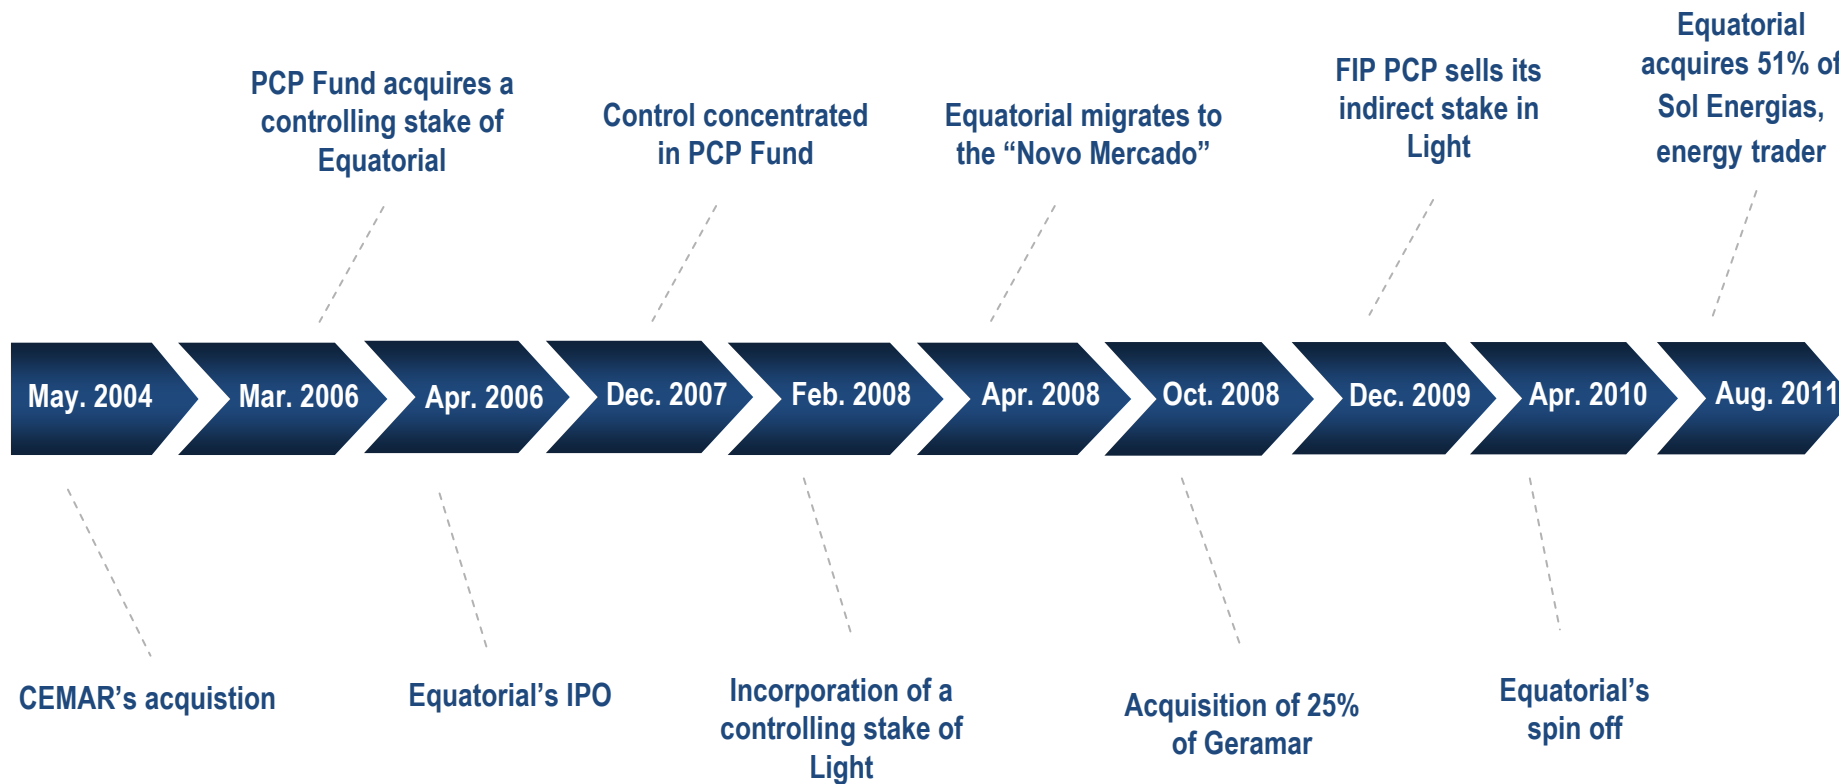 PCP Fund acquires a
controlling stake of
Equatorial
Control concentrated
in PCP Fund
Equatorial migrates to
the “Novo Mercado”
FIP PCP sells its
indirect stake in
Light
Equatorial
acquires 51% of
Sol Energias,
energy trader
May. 2004
Mar. 2006
Apr. 2006
Dec. 2007
Feb. 2008
Apr. 2008
Oct. 2008
Dec. 2009
Apr. 2010
Aug. 2011
CEMAR’s acquistion
Equatorial’s IPO
Incorporation of a
controlling stake of
Light
Acquisition of 25%
of Geramar
Equatorial’s
spin off